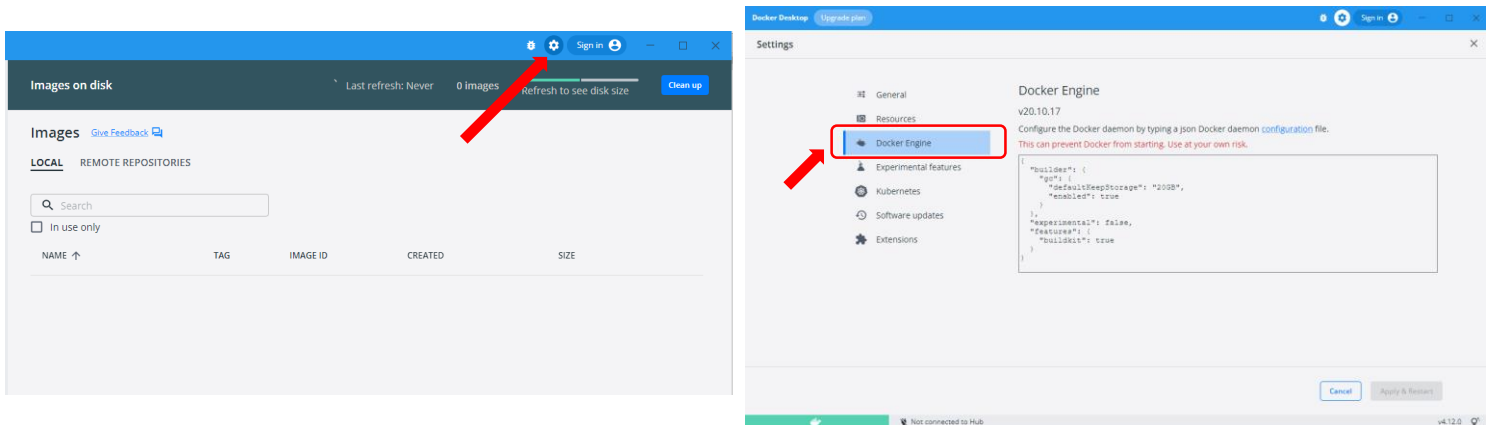 Sign in
Images on disk
Last refresh: Never
0 images
Refresh to see disk size
Clean up
Images
Give Feedback
LOCAL
REMOTE REPOSITORIES
Search
In use only
NAME
TAG
IMAGE ID
CREATED
SIZE
Docker Desktop
Upgrade plan
Sign in
Settings
General
Resources
Docker Engine
Experimental features
Kubernetes
Software updates
Extensions
Docker Engine
v20.10.17
Configure the Docker daemon by typing a json Docker daemon configuration file.
This can prevent Docker from starting. Use at your own risk.
{
"builder": {
"gc": {
"defaultKeepStorage": "20GB",
"enabled": true
}
},
"experimental": false,
"features": {
"buildkit": true
}
}
Cancel
Apply & Restart
Not connected to Hub
v4.12.0